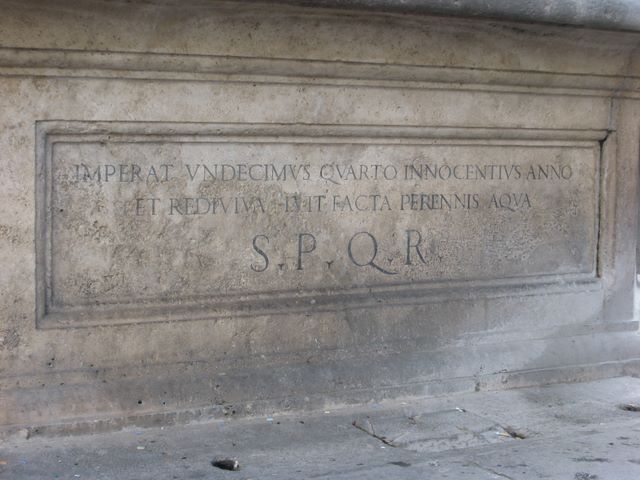 IMPERAT VNDECIMVS QVARTO INNOCENTIVS ANNO
ET REDIVIVA FACTA PERENNIS AQVA
S.P.Q.R.